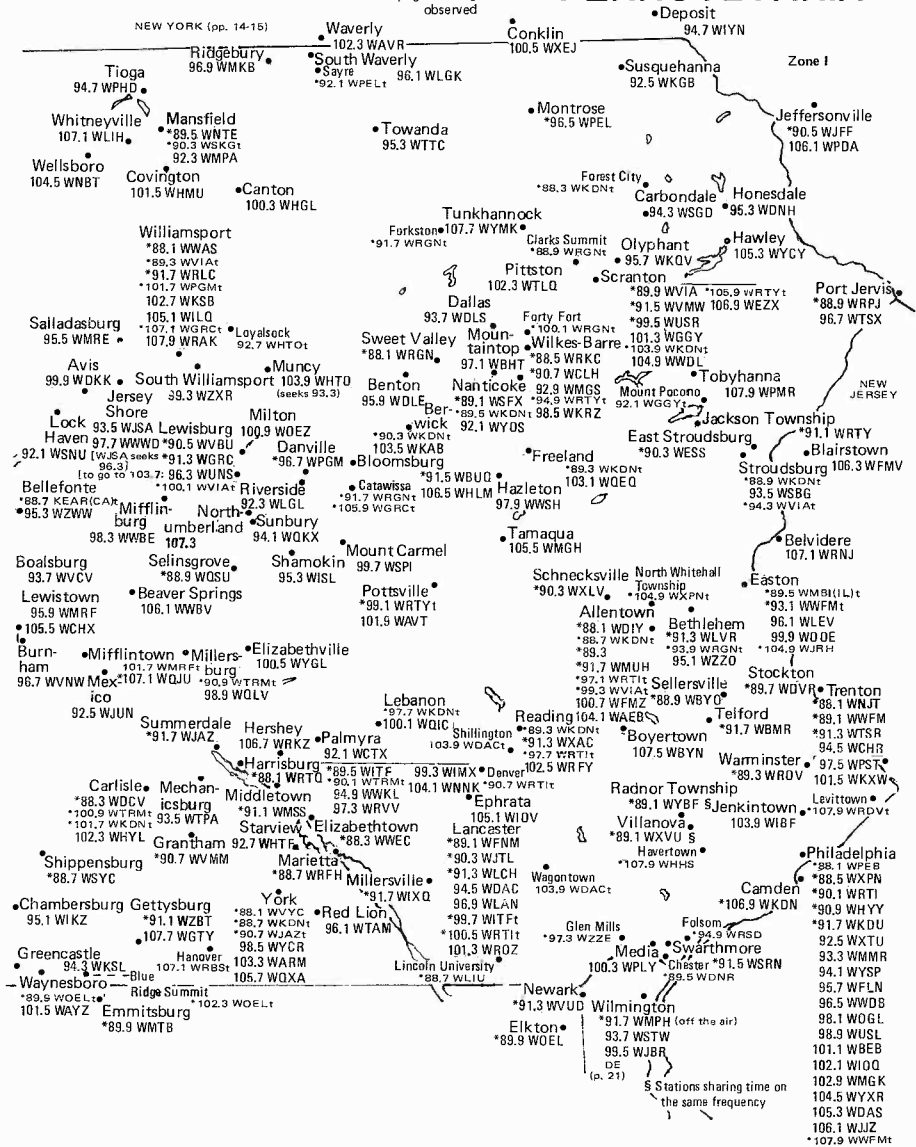 observed
NEW YORK (pp. 14-15)
Waverly
102.3 WAVR
Conklin
100.5 WXEJ
Deposit
94.7 WIYN
Zone I
Ridgebury
96.9 WMKB
South Waverly
96.1 WLGK
Sayre
*92.1 WPELt
Tioga
94.7 WPHD
Susquehanna
92.5 WKGB
Whitneyville
107.1 WLIH
Mansfield
*89.5 WNTE
*90.3 WSKGt
92.3 WMPA
Towanda
95.3 WTTC
Montrose
*96.5 WPEL
Jeffersonville
*90.5 WJFF
106.1 WPDA
Wellsboro
104.5 WNBT
Covington
101.5 WHMU
Canton
100.3 WHGL
Forest City
*88.3 WKDNt
Carbondale
94.3 WSGD
Honesdale
95.3 WDNH
Tunkhannock
107.7 WYMK
Forkston
*91.7 WRGNt
Clarks Summit
*88.9 WRGNt
Olyphant
95.7 WKQV
Hawley
105.3 WYCY
Williamsport
*88.1 WWAS
*89.3 WVIAt
*91.7 WRLC
*101.7 WPGMt
102.7 WKSB
105.1 WILQ
*107.1 WGRCt
107.9 WRAK
Pittston
102.3 WTLQ
Scranton
*89.9 WVIA
*91.5 WVMW
*99.5 WUSR
101.3 WGGY
*103.9 WKDNt
104.9 WWDL
*105.9 WRTYt
106.9 WEZX
Port Jervis
*88.9 WRPJ
96.7 WTSX
Dallas
93.7 WDLS
Salladasburg
95.5 WMRE
Loyalsock
92.7 WHTOt
Sweet Valley
*88.1 WRGN
Mountaintop
97.1 WBHT
Forty Fort
*100.1 WRGNt
Wilkes-Barre
*88.5 WRKC
*90.7 WCLH
92.9 WMGS
*94.9 WRTYt
98.5 WKRZ
Avis
99.9 WDKK
South Williamsport
99.3 WZXR
Muncy
103.9 WHTO
(seeks 93.3)
Benton
95.9 WDLE
Nanticoke
*89.1 WSFX
*89.5 WKDNt
92.1 WYOS
Mount Pocono
92.1 WGGYt
Tobyhanna
107.9 WPMR
NEW
JERSEY
Jersey
Shore
93.5 WJSA
97.7 WWWD
[WJSA seeks
96.3]
Lock
Haven
92.1 WSNU
Lewisburg
*90.5 WVBU
*91.3 WGRC
[to go to 103.7: 96.3 WUNS
*100.1 WVIAt
Milton
100.9 WOEZ
Berwick
*90.3 WKDNt
103.5 WKAB
Jackson Township
*91.1 WRTY
Danville
*96.7 WPGM
Bloomsburg
*91.5 WBUQ
106.5 WHLM
Freeland
*89.3 WKDNt
103.1 WQEQ
East Stroudsburg
*90.3 WESS
Blairstown
106.3 WFMV
Stroudsburg
*88.9 WKDNt
93.5 WSBG
*94.3 WVIAt
Bellefonte
*88.7 KEAR(CA)t
95.3 WZWW
Mifflinburg
98.3 WWBE
Riverside
92.3 WLGL
Catawissa
*91.7 WRGNt
*105.9 WGRCt
Hazleton
97.9 WWSH
Northumberland
107.3
Sunbury
94.1 WQKX
Tamaqua
105.5 WMGH
Belvidere
107.1 WRNJ
Boalsburg
93.7 WVCV
Selinsgrove
*88.9 WQSU
Shamokin
95.3 WISL
Mount Carmel
99.7 WSPI
Schnecksville
*90.3 WXLV
North Whitehall
Township
*104.9 WXPNt
Easton
*89.5 WMBI(IL)t
*93.1 WWFMt
96.1 WLEV
99.9 WODE
*104.9 WJRH
Lewistown
95.9 WMRF
105.5 WCHX
Beaver Springs
106.1 WWBV
Pottsville
*99.1 WRTYt
101.9 WAVT
Allentown
*88.1 WDIY
*88.7 WKDNt
*89.3
*91.7 WMUH
*97.1 WRTIt
*99.3 WVIAt
100.7 WFMZ
104.1 WAEB
Bethlehem
*91.3 WLVR
*93.9 WRGNt
95.1 WZZO
Burnham
96.7 WVNW
Mifflintown
101.7 WMRFt
*107.1 WQJU
Millersburg
*90.9 WTRMt
98.9 WQLV
Elizabethville
100.5 WYGL
Mexico
92.5 WJUN
Sellersville
*88.9 WBYO
Stockton
*89.7 WDVR
Trenton
*88.1 WNJT
*89.1 WWFM
*91.3 WTSR
94.5 WCHR
97.5 WPST
101.5 WKXW
Summerdale
*91.7 WJAZ
Hershey
106.7 WRKZ
Lebanon
*97.7 WKDNt
100.1 WQIC
Palmyra
92.1 WCTX
Shillington
103.9 WDACt
Reading
*89.3 WKDNt
*91.3 WXAC
*97.7 WRTIt
102.5 WRFY
Boyertown
107.5 WBYN
Telford
*91.7 WBMR
Warminster
*89.3 WRDV
Levittown
*107.9 WRDVt
Harrisburg
*88.1 WRTQ
*89.5 WITF
*90.1 WTRMt
94.9 WWKL
97.3 WRVV
99.3 WIMX
104.1 WNNK
Denver
*90.7 WRTIt
Carlisle
*88.3 WDCV
*100.9 WTRMt
*101.7 WKDNt
102.3 WHYL
Mechanicsburg
93.5 WTPA
Middletown
*91.1 WMSS
Ephrata
105.1 WIOV
Radnor Township
*89.1 WYBF §
Jenkintown
103.9 WIBF
Villanova
*89.1 WXVU §
Havertown
*107.9 WHHS
Starview
92.7 WHTF
Elizabethtown
*88.3 WWEC
Lancaster
*89.1 WFNM
*90.3 WJTL
*91.3 WLCH
94.5 WDAC
96.9 WLAN
*99.7 WITFt
*100.5 WRTIt
101.3 WROZ
Grantham
*90.7 WVMM
Marietta
*88.7 WRFH
Shippensburg
*88.7 WSYC
Millersville
*91.7 WIXQ
Wagontown
103.9 WDACt
Camden
*106.9 WKDN
Philadelphia
*88.1 WPEB
*88.5 WXPN
*90.1 WRTI
*90.9 WHYY
*91.7 WKDU
92.5 WXTU
93.3 WMMR
94.1 WYSP
95.7 WFLN
96.5 WWDB
98.1 WOGL
98.9 WUSL
101.1 WBEB
102.1 WIOQ
102.9 WMGK
104.5 WYXR
105.3 WDAS
106.1 WJJZ
*107.9 WWFMt
Chambersburg
95.1 WIKZ
Gettysburg
*91.1 WZBT
107.7 WGTY
York
*88.1 WVYC
*88.7 WKDNt
*90.7 WJAZt
98.5 WYCR
103.3 WARM
105.7 WQXA
Red Lion
96.1 WTAM
Glen Mills
*97.3 WZZE
Folsom
*94.9 WRSD
Media
100.3 WPLY
Swarthmore
*91.5 WSRN
Chester
*89.5 WDNR
Greencastle
94.3 WKSL
Hanover
107.1 WRBSt
Lincoln University
*88.7 WLIU
Waynesboro
*89.9 WOELt
101.5 WAYZ
Blue
Ridge Summit
*102.3 WOELt
Emmitsburg
*89.9 WMTB
Newark
*91.3 WVUD
Wilmington
*91.7 WMPH (off the air)
93.7 WSTW
99.5 WJBR
Elkton
*89.9 WOEL
DE
(p. 21)
§ Stations sharing time on
the same frequency